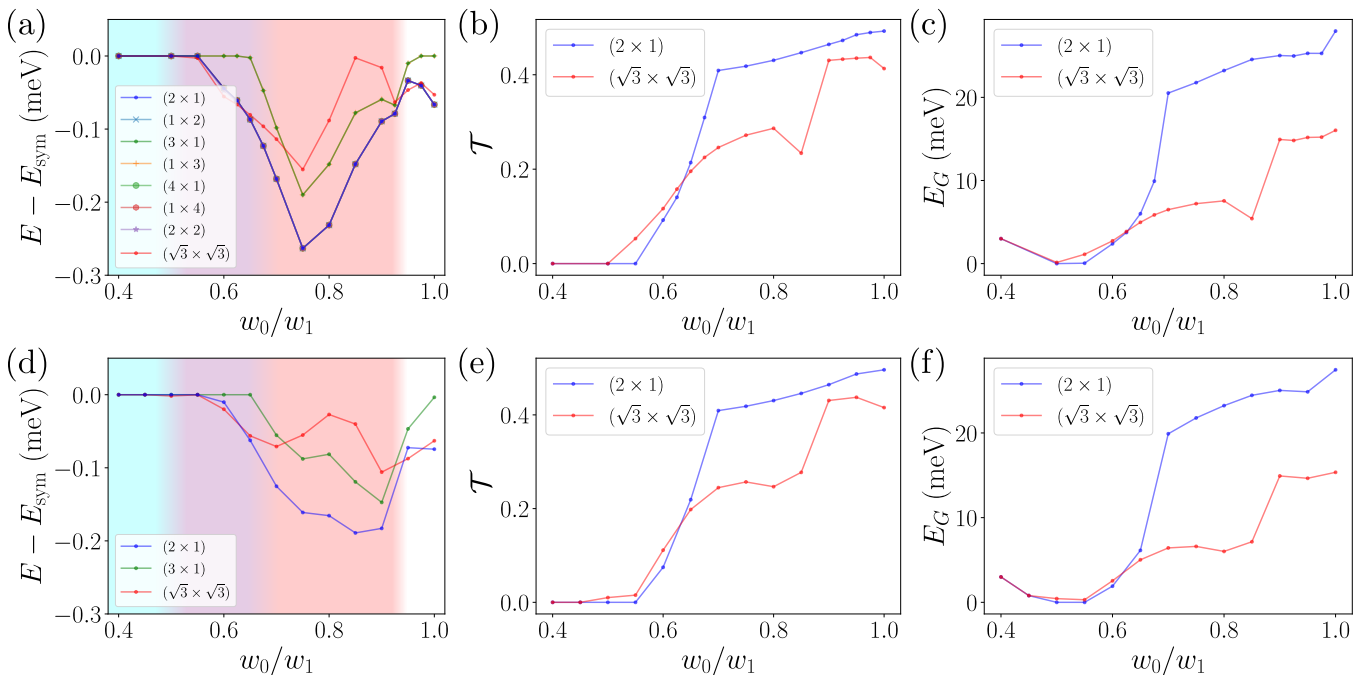 (a)
E − E_sym (meV)
0.0
−0.1
−0.2
−0.3
(2 × 1)
(1 × 2)
(3 × 1)
(1 × 3)
(4 × 1)
(1 × 4)
(2 × 2)
(√3 × √3)
0.4 0.6 0.8 1.0
w_0/w_1
(b)
𝒯
0.4
0.2
0.0
(2 × 1)
(√3 × √3)
0.4 0.6 0.8 1.0
w_0/w_1
(c)
E_G (meV)
20
10
0
(2 × 1)
(√3 × √3)
0.4 0.6 0.8 1.0
w_0/w_1
(d)
E − E_sym (meV)
0.0
−0.1
−0.2
−0.3
(2 × 1)
(3 × 1)
(√3 × √3)
0.4 0.6 0.8 1.0
w_0/w_1
(e)
𝒯
0.4
0.2
0.0
(2 × 1)
(√3 × √3)
0.4 0.6 0.8 1.0
w_0/w_1
(f)
E_G (meV)
20
10
0
(2 × 1)
(√3 × √3)
0.4 0.6 0.8 1.0
w_0/w_1